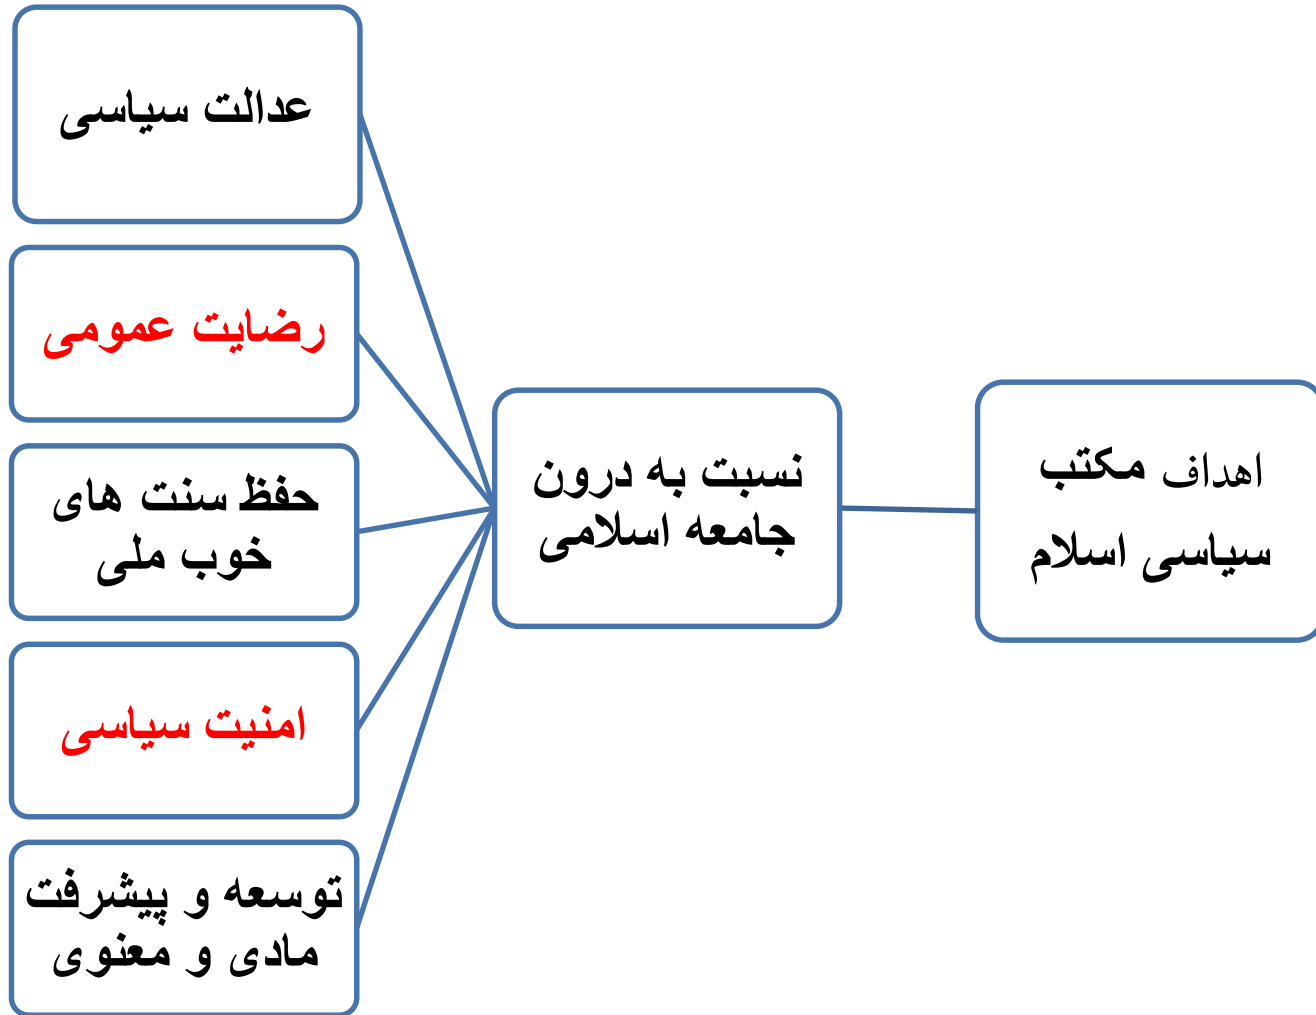 اهداف مکتب
سیاسی اسلام
نسبت به درون
جامعه اسلامی
عدالت سیاسی
رضایت عمومی
حفظ سنت های
خوب ملی
امنیت سیاسی
توسعه و پیشرفت
مادی و معنوی